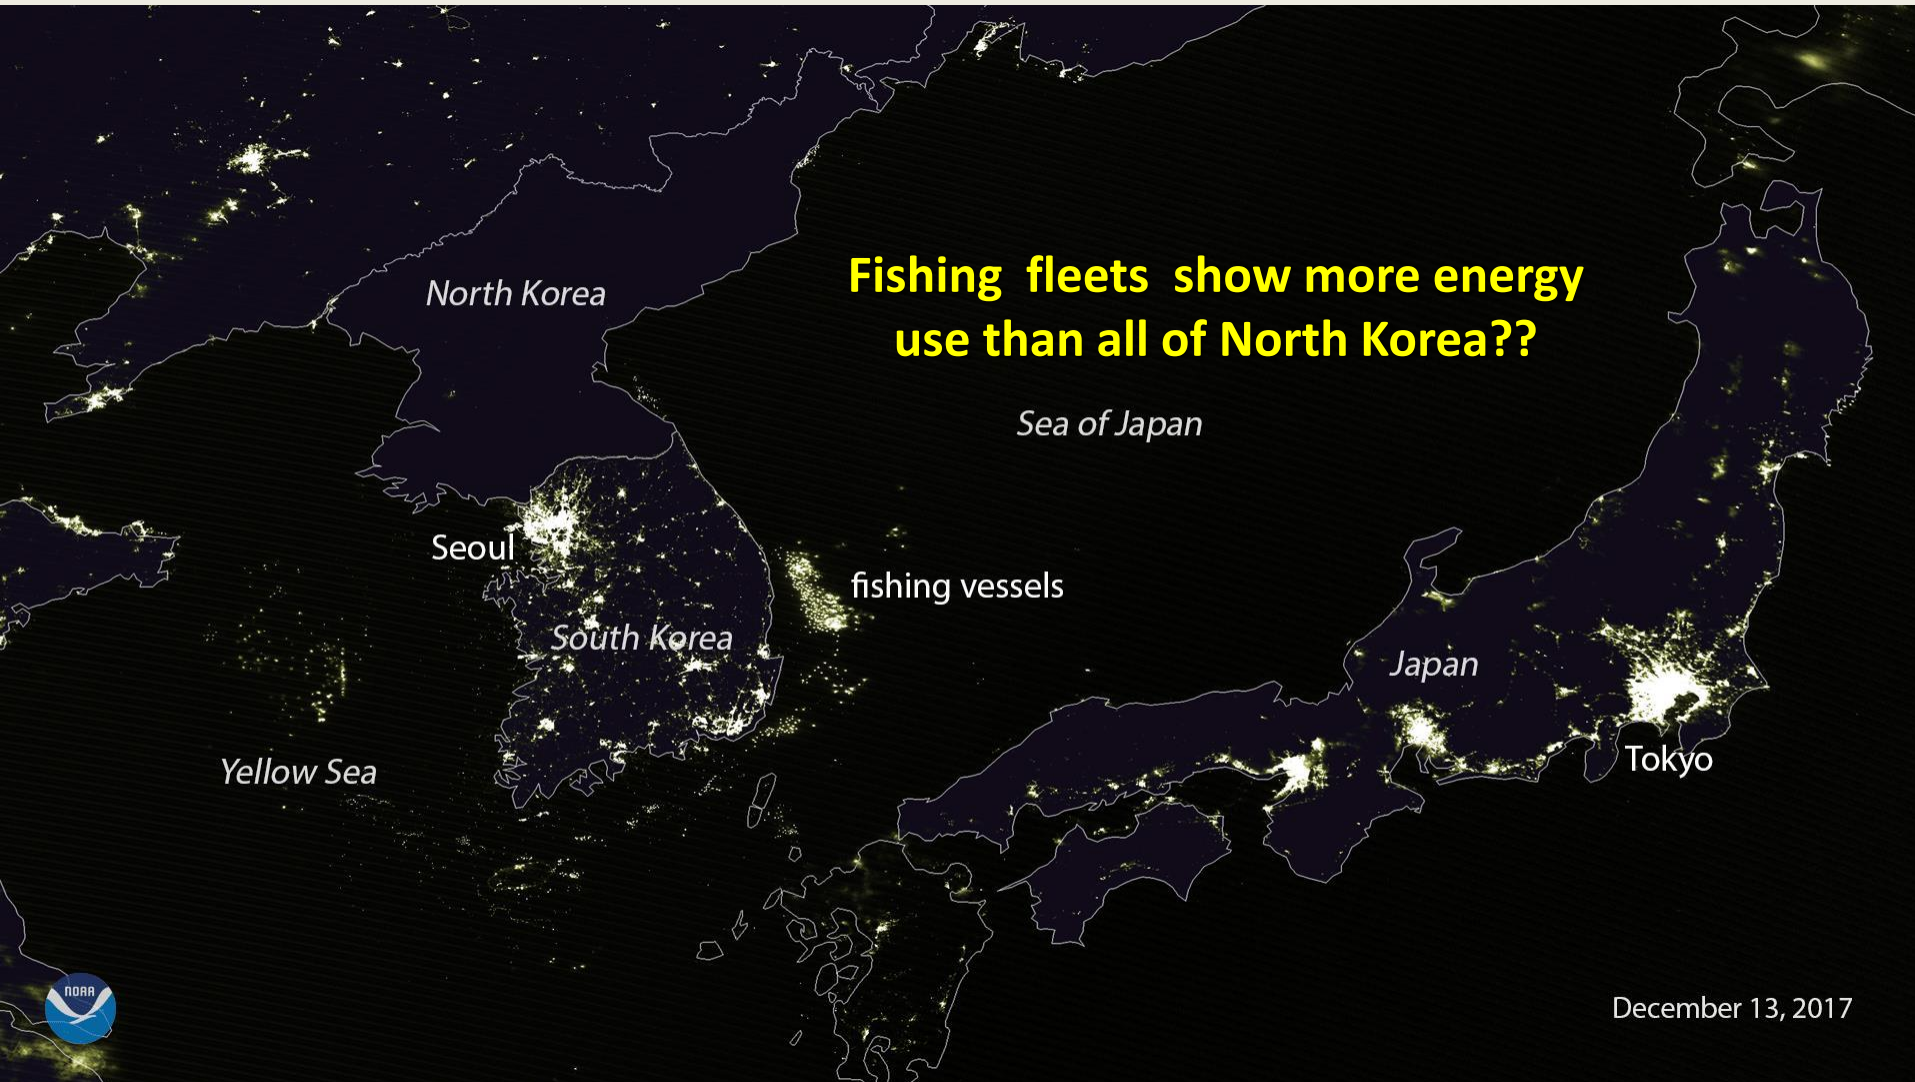 North Korea
Fishing  fleets  show more energy
use than all of North Korea??
Sea of Japan
Seoul
fishing vessels
South Korea
Japan
Tokyo
Yellow Sea
NOAA
December 13, 2017